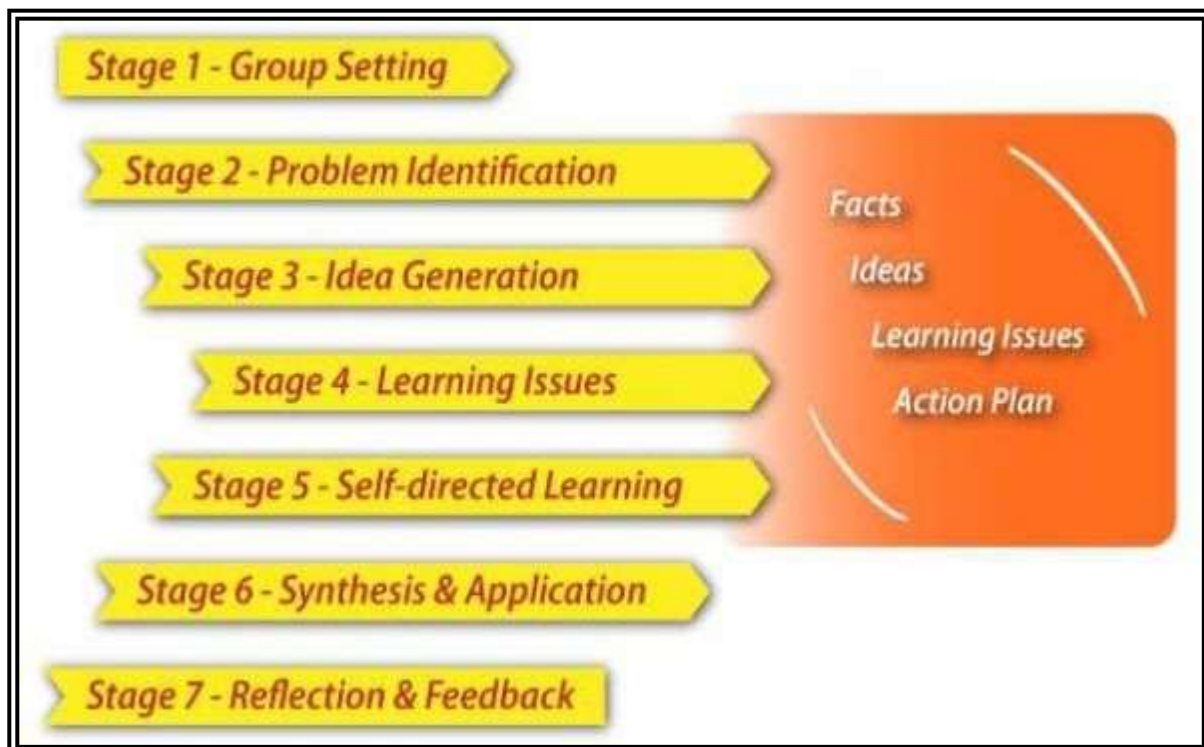 Stage 1 - Group Setting
Stage 2 - Problem Identification
Stage 3 - Idea Generation
Stage 4 - Learning Issues
Stage 5 - Self-directed Learning
Stage 6 - Synthesis & Application
Stage 7 - Reflection & Feedback
Facts
Ideas
Learning Issues
Action Plan